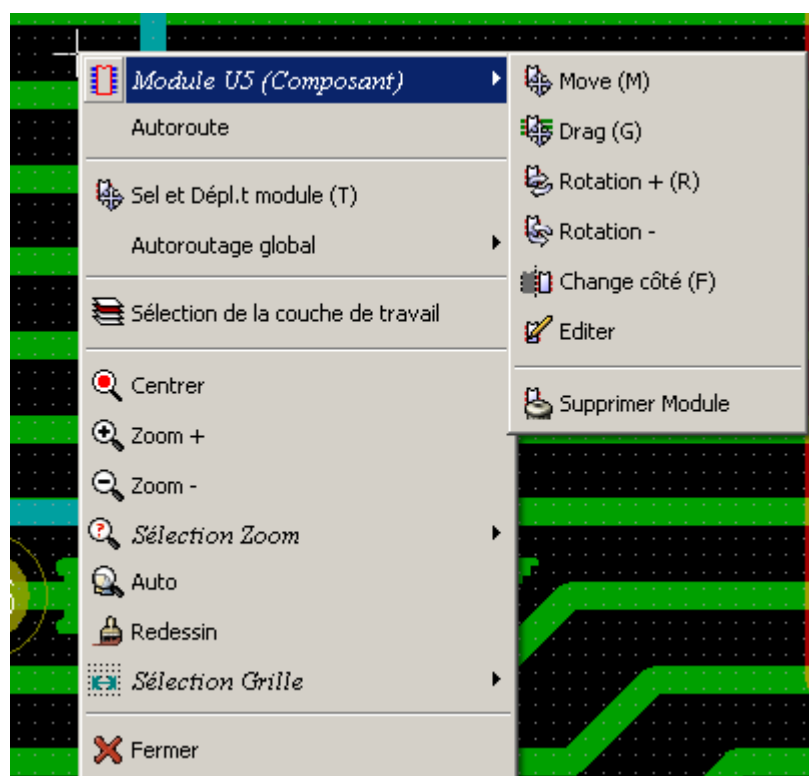 Module U5 (Composant)
Autoroute
Sel et Dépl.t module (T)
Autoroutage global
Sélection de la couche de travail
Centrer
Zoom +
Zoom -
Sélection Zoom
Auto
Redessin
Sélection Grille
Fermer
Move (M)
Drag (G)
Rotation + (R)
Rotation -
Change côté (F)
Editer
Supprimer Module